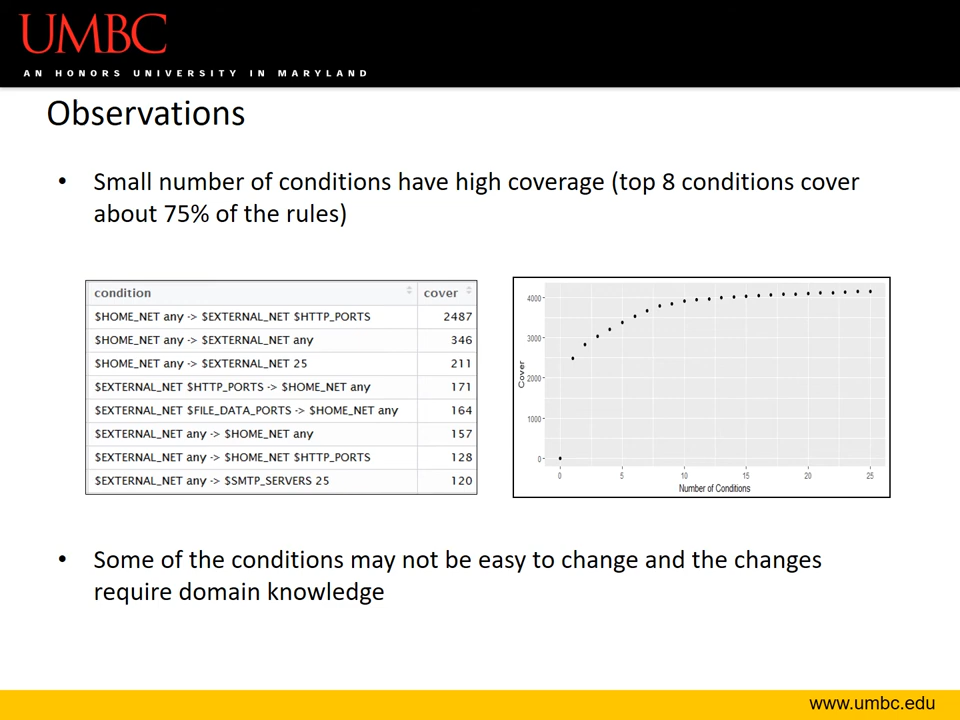 UMBC
AN HONORS UNIVERSITY IN MARYLAND
Observations
• Small number of conditions have high coverage (top 8 conditions cover
about 75% of the rules)
condition cover
$HOME_NET any -> $EXTERNAL_NET $HTTP_PORTS 2487
$HOME_NET any -> $EXTERNAL_NET any 346
$HOME_NET any -> $EXTERNAL_NET 25 211
$EXTERNAL_NET $HTTP_PORTS -> $HOME_NET any 171
$EXTERNAL_NET $FILE_DATA_PORTS -> $HOME_NET any 164
$EXTERNAL_NET any -> $HOME_NET any 157
$EXTERNAL_NET any -> $HOME_NET $HTTP_PORTS 128
$EXTERNAL_NET any -> $SMTP_SERVERS 25 120
Cover
4000
3000
2000
1000
0
0 5 10 15 20 25
Number of Conditions
• Some of the conditions may not be easy to change and the changes
require domain knowledge
www.umbc.edu